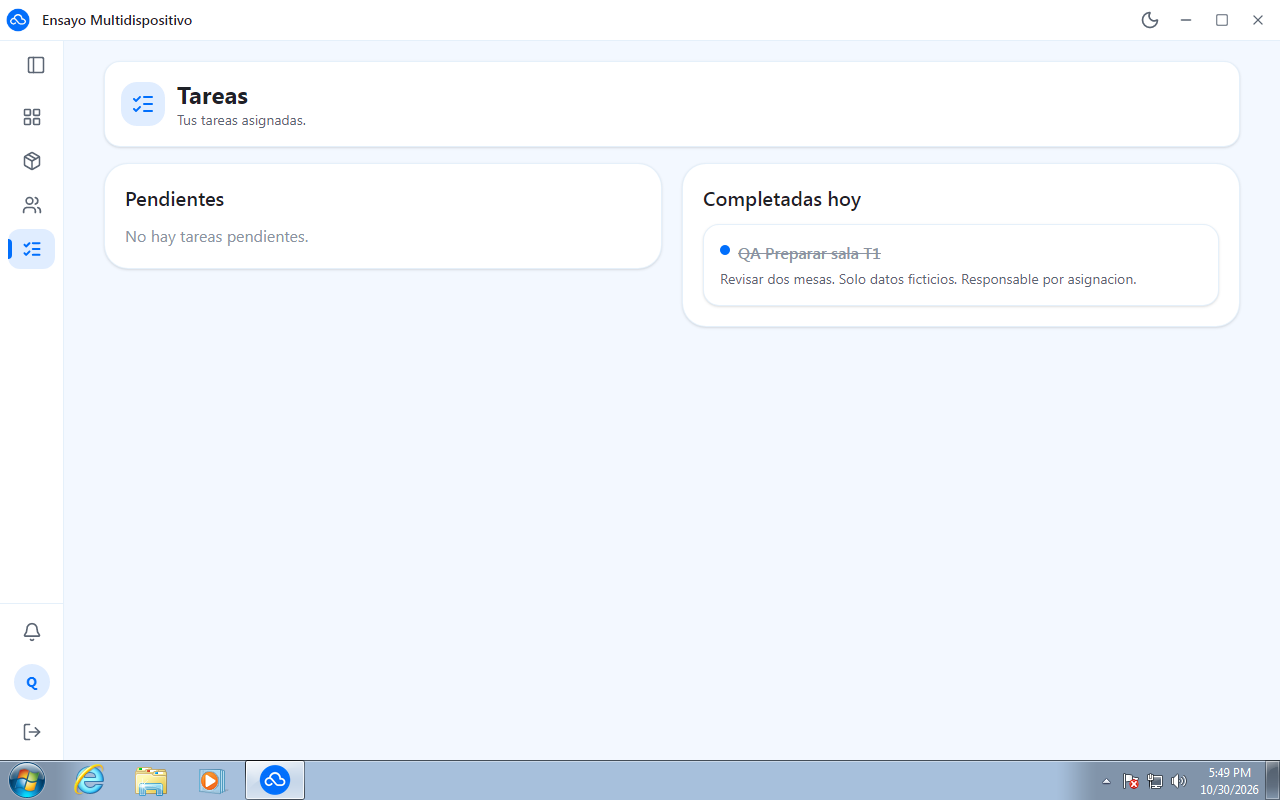 Ensayo Multidispositivo
Tareas
Tus tareas asignadas.
Pendientes
No hay tareas pendientes.
Completadas hoy
QA Preparar sala T1
Revisar dos mesas. Solo datos ficticios. Responsable por asignacion.
Q
5:49 PM
10/30/2026